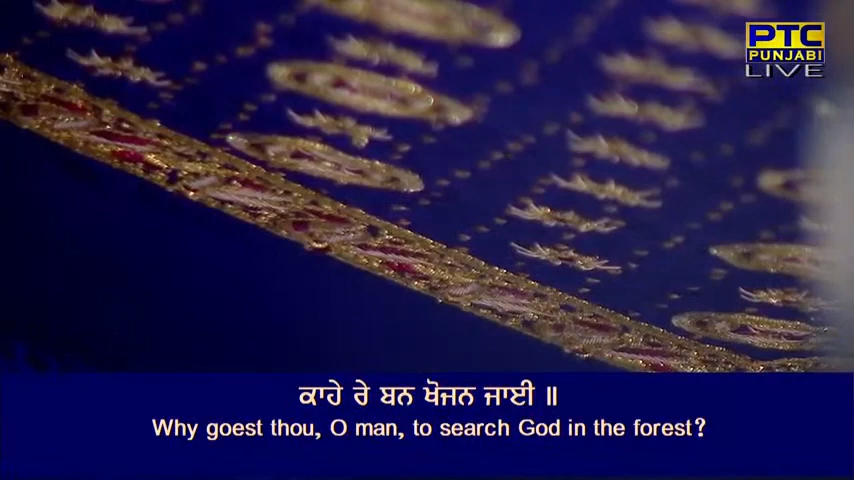 PTC
PUNJABI
LIVE
ਕਾਹੇ ਰੇ ਬਨ ਖੋਜਨ ਜਾਈ ॥
Why goest thou, O man, to search God in the forest?